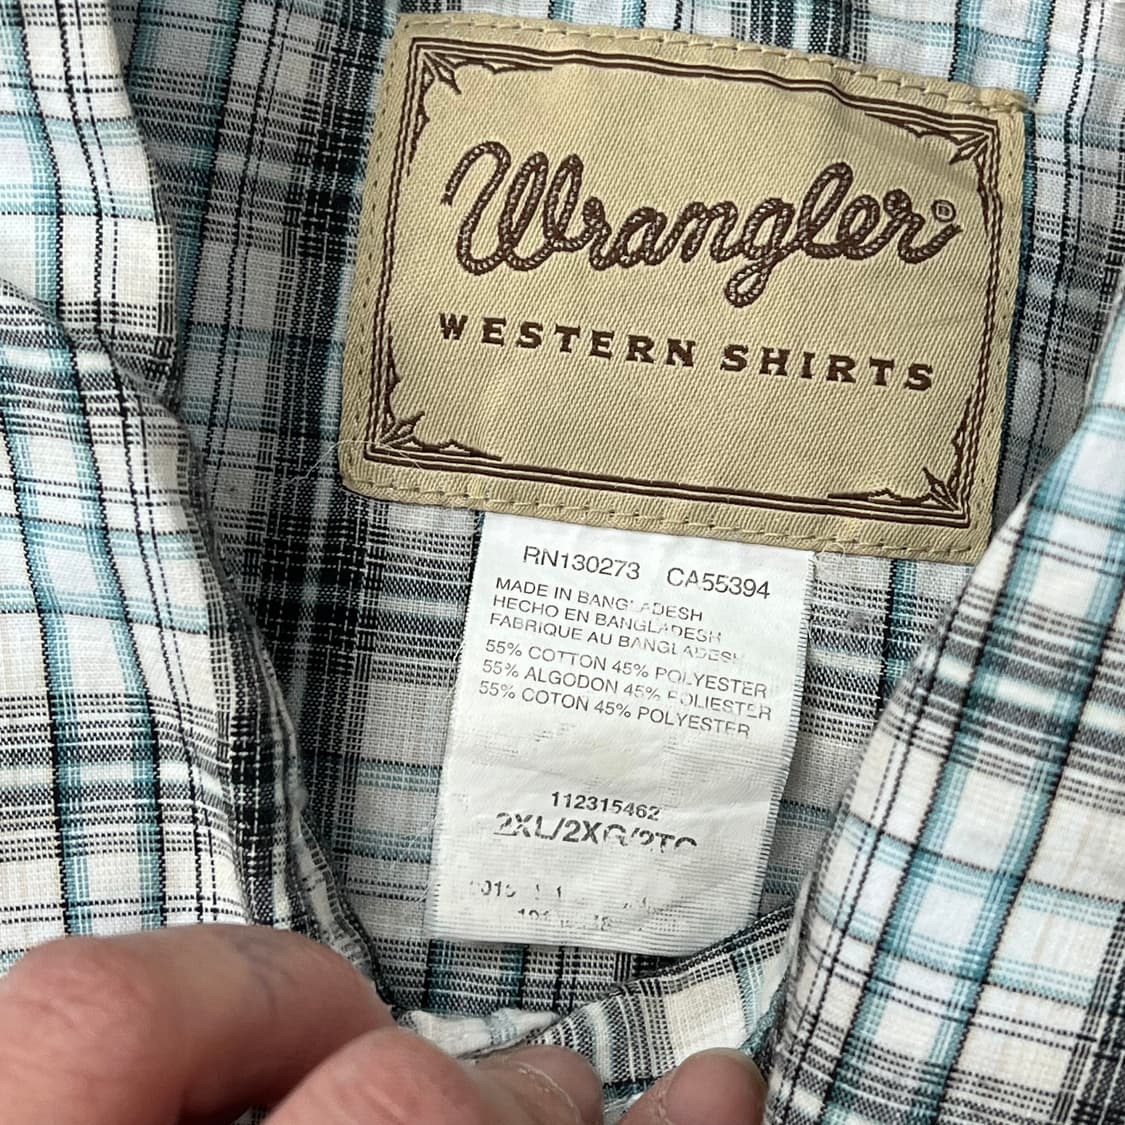 Wrangler®
WESTERN SHIRTS
RN130273 CA55394
MADE IN BANGLADESH
HECHO EN BANGLADESH
FABRIQUE AU BANGLADESH
55% COTTON 45% POLYESTER
55% ALGODON 45% POLIESTER
55% COTON 45% POLYESTER
112315462
2XL/2XG/2TG